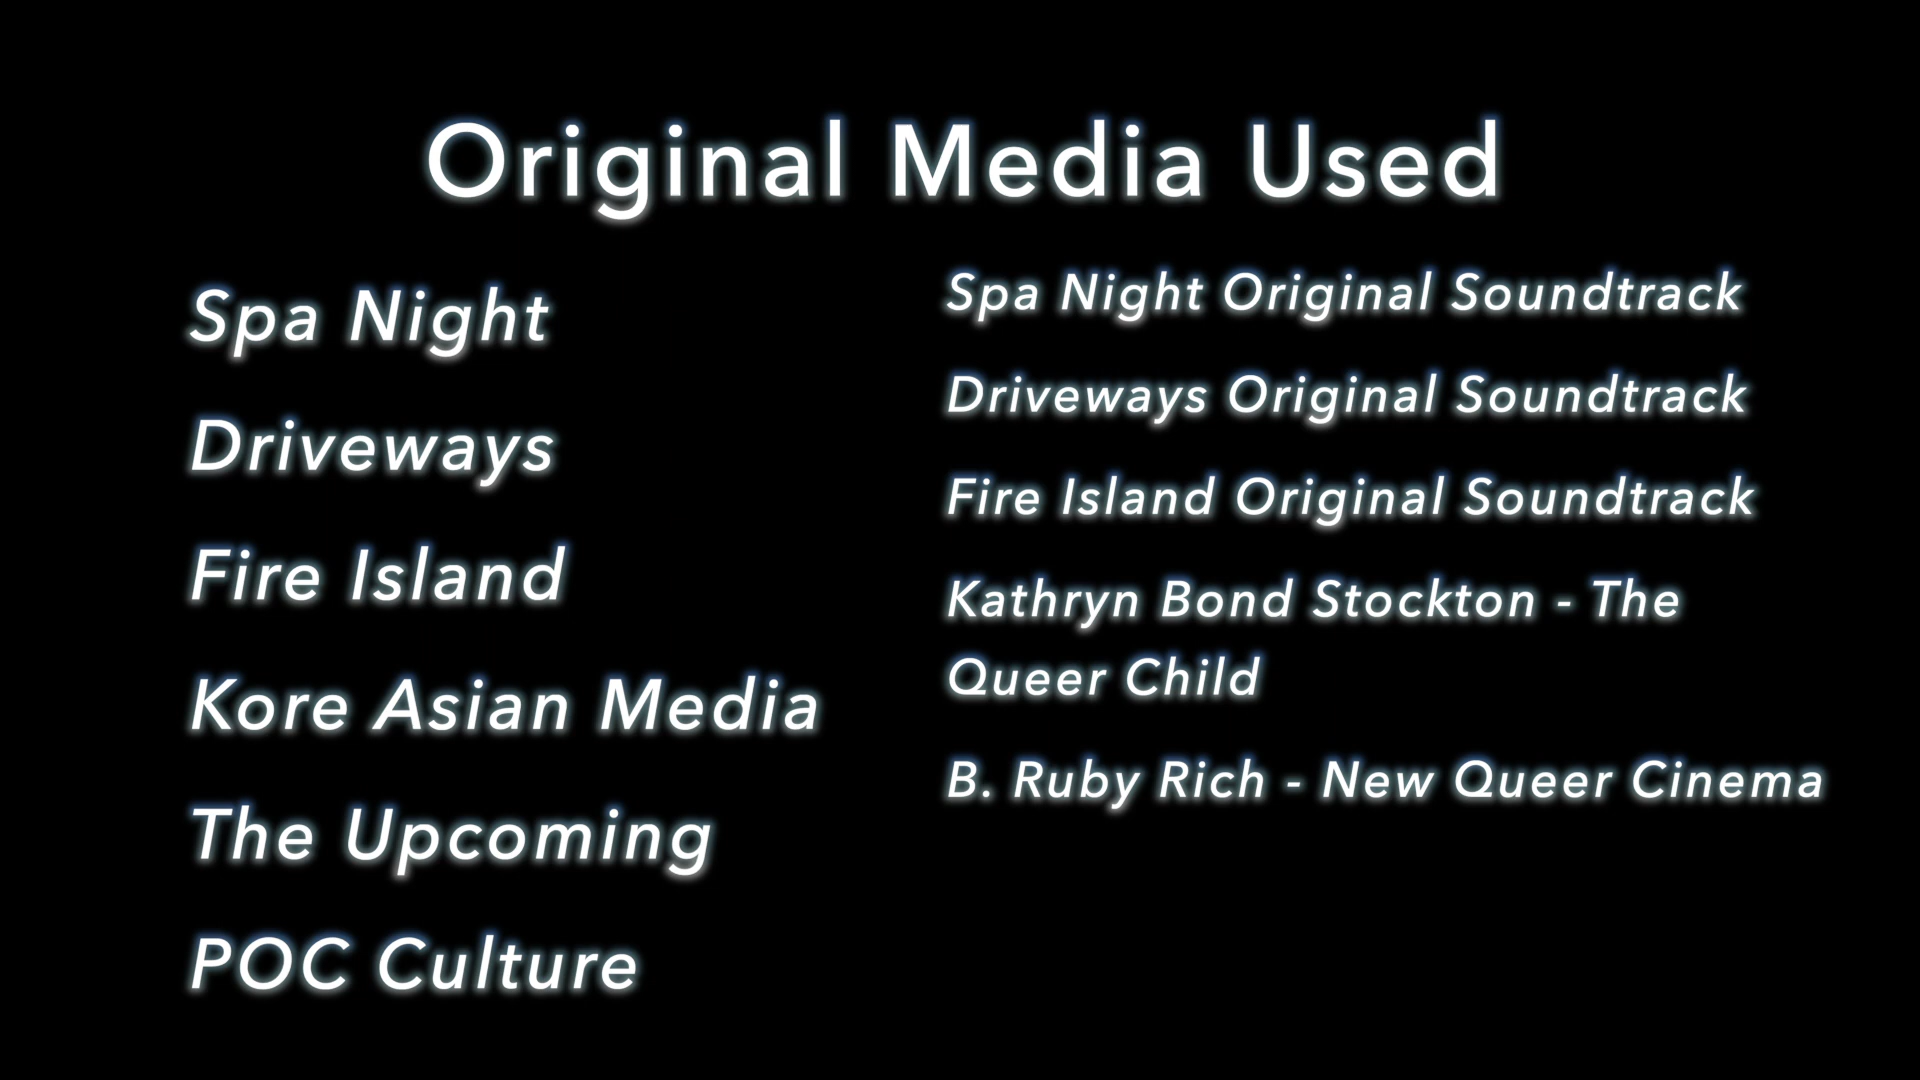 Original Media Used
Spa Night
Driveways
Fire Island
Kore Asian Media
The Upcoming
POC Culture
Spa Night Original Soundtrack
Driveways Original Soundtrack
Fire Island Original Soundtrack
Kathryn Bond Stockton - The
Queer Child
B. Ruby Rich - New Queer Cinema